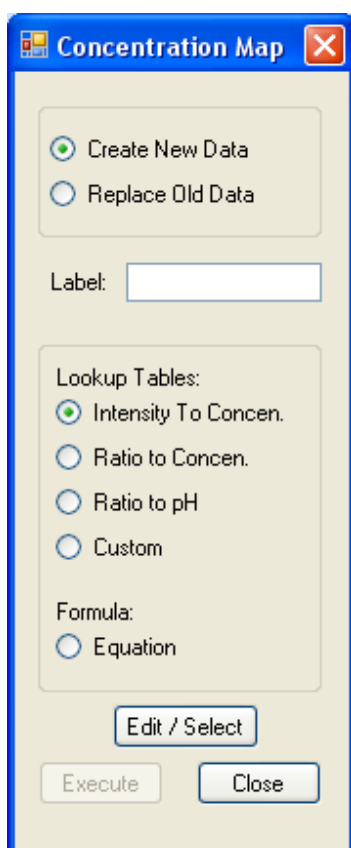 Concentration Map
Create New Data
Replace Old Data
Label:
Lookup Tables:
Intensity To Concen.
Ratio to Concen.
Ratio to pH
Custom
Formula:
Equation
Edit / Select
Execute Close